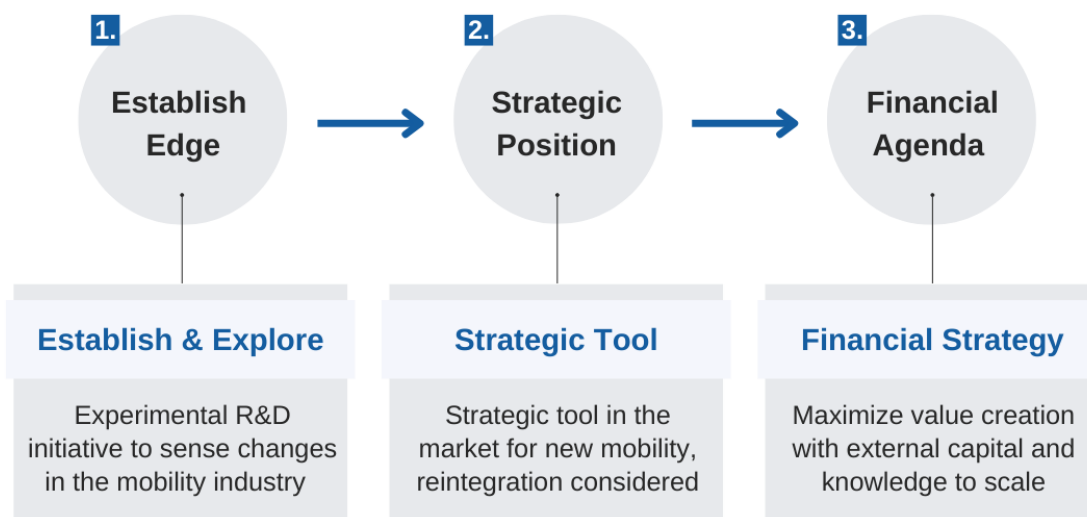 1.
Establish
Edge
2.
Strategic
Position
3.
Financial
Agenda
Establish & Explore
Experimental R&D
initiative to sense changes
in the mobility industry
Strategic Tool
Strategic tool in the
market for new mobility,
reintegration considered
Financial Strategy
Maximize value creation
with external capital and
knowledge to scale